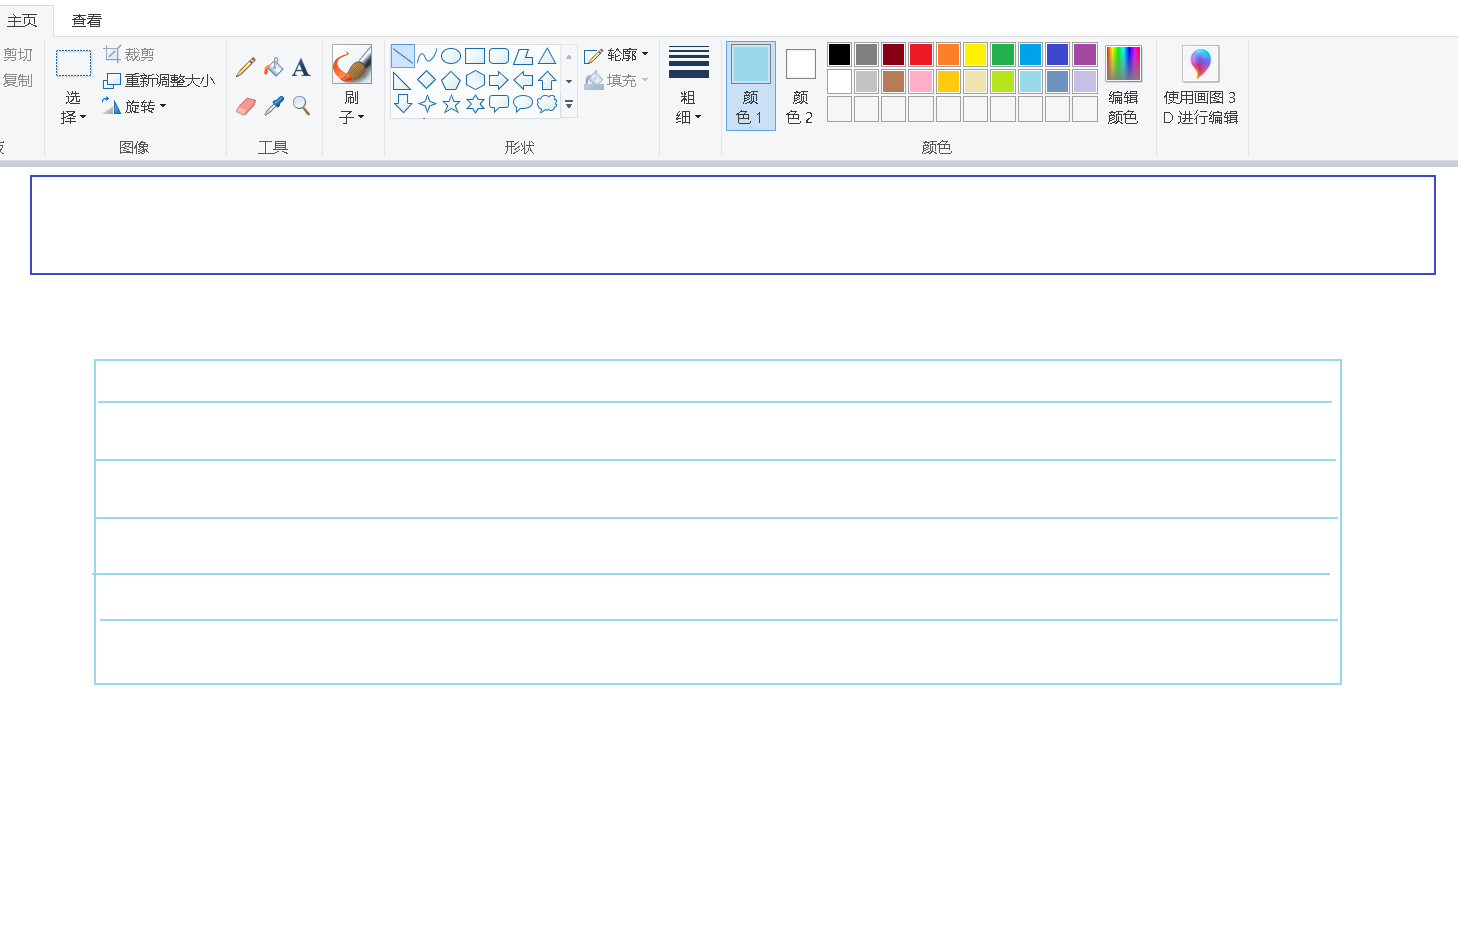 主页 查看
剪切 裁剪 轮廓
复制 重新调整大小 填充
选择 旋转 A 刷子 粗细 颜色 1 颜色 2 编辑颜色 使用画图 3D 进行编辑
图像 工具 形状 颜色